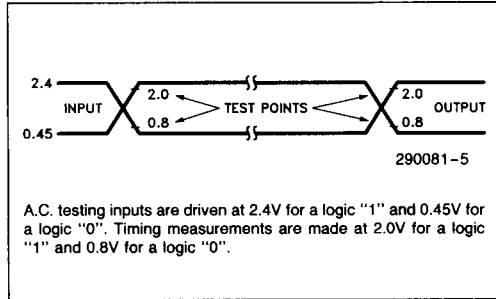 2.4
2.0
2.0
INPUT
TEST POINTS
OUTPUT
0.8
0.8
0.45
290081-5
A.C. testing inputs are driven at 2.4V for a logic "1" and 0.45V for
a logic "0". Timing measurements are made at 2.0V for a logic
"1" and 0.8V for a logic "0".